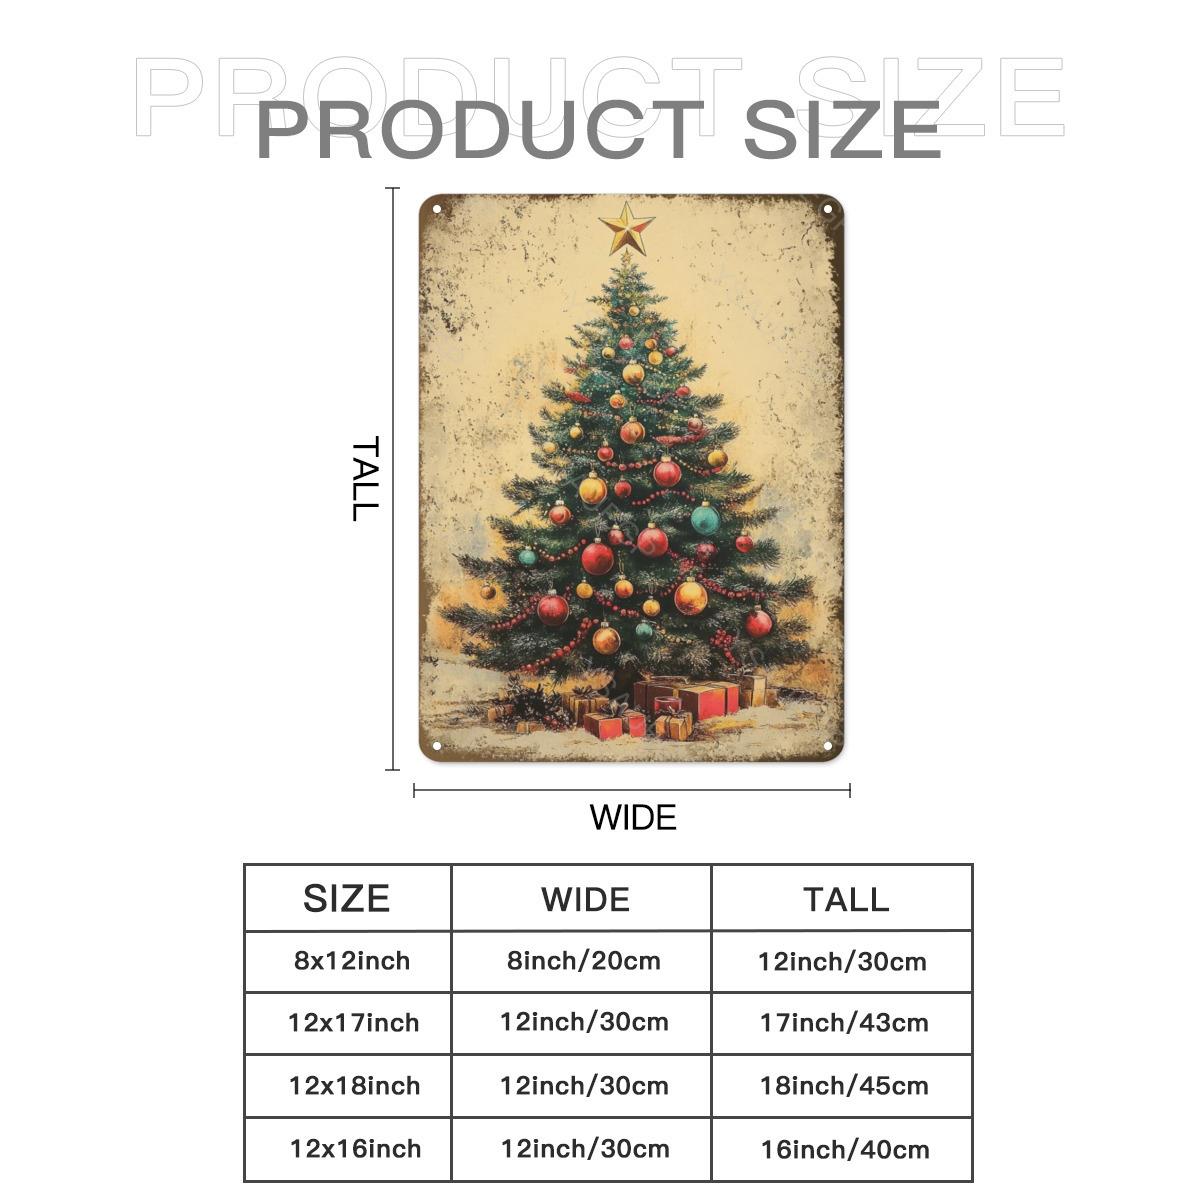 PRODUCT SIZE
PRODUCT SIZE
TALL
WIDE
SIZE WIDE TALL
8x12inch 8inch/20cm 12inch/30cm
12x17inch 12inch/30cm 17inch/43cm
12x18inch 12inch/30cm 18inch/45cm
12x16inch 12inch/30cm 16inch/40cm